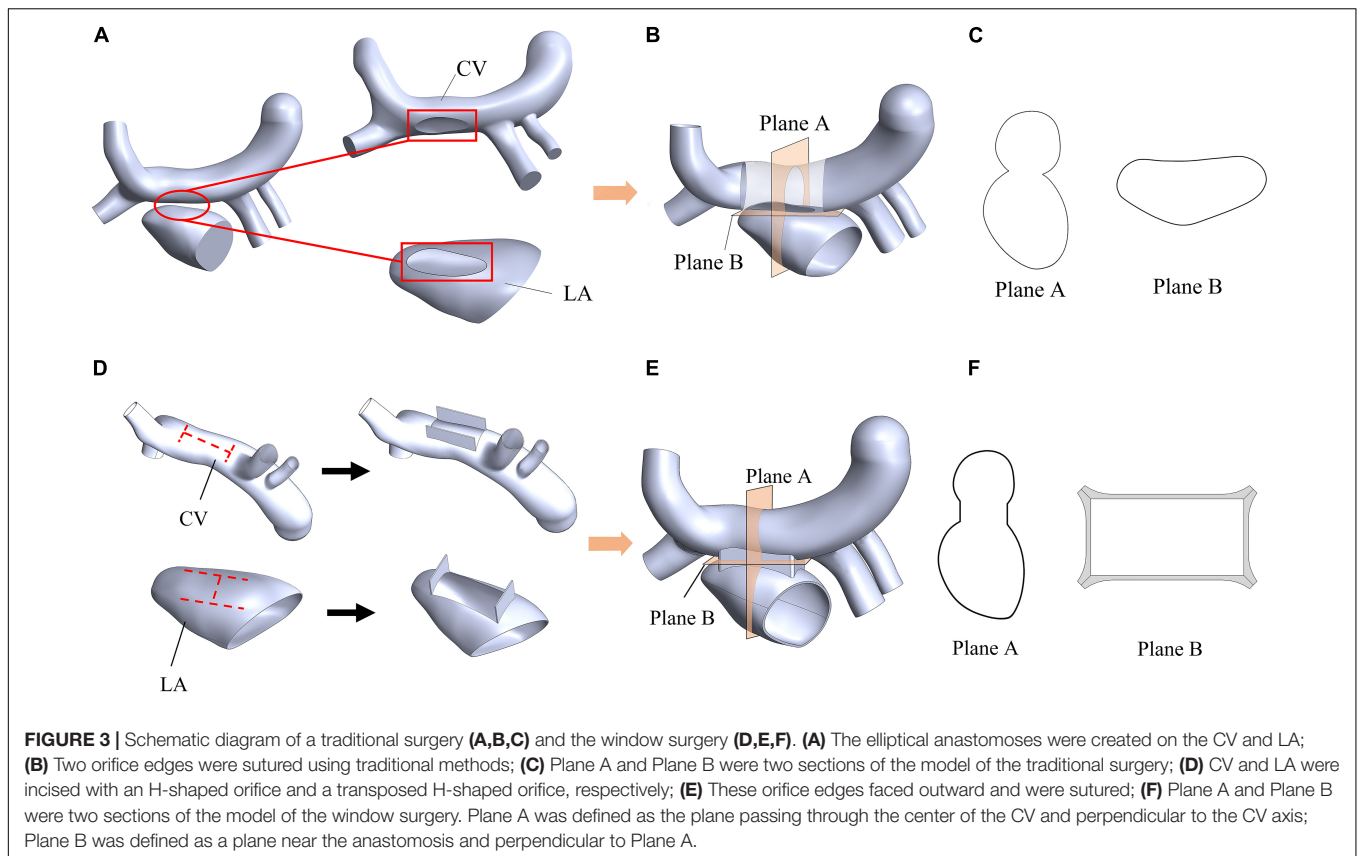 A
CV
LA
B
Plane A
Plane B
C
Plane A
Plane B
D
CV
LA
E
Plane A
Plane B
F
Plane A
Plane B
FIGURE 3 | Schematic diagram of a traditional surgery (A,B,C) and the window surgery (D,E,F). (A) The elliptical anastomoses were created on the CV and LA;
(B) Two orifice edges were sutured using traditional methods; (C) Plane A and Plane B were two sections of the model of the traditional surgery; (D) CV and LA were
incised with an H-shaped orifice and a transposed H-shaped orifice, respectively; (E) These orifice edges faced outward and were sutured; (F) Plane A and Plane B
were two sections of the model of the window surgery. Plane A was defined as the plane passing through the center of the CV and perpendicular to the CV axis;
Plane B was defined as a plane near the anastomosis and perpendicular to Plane A.